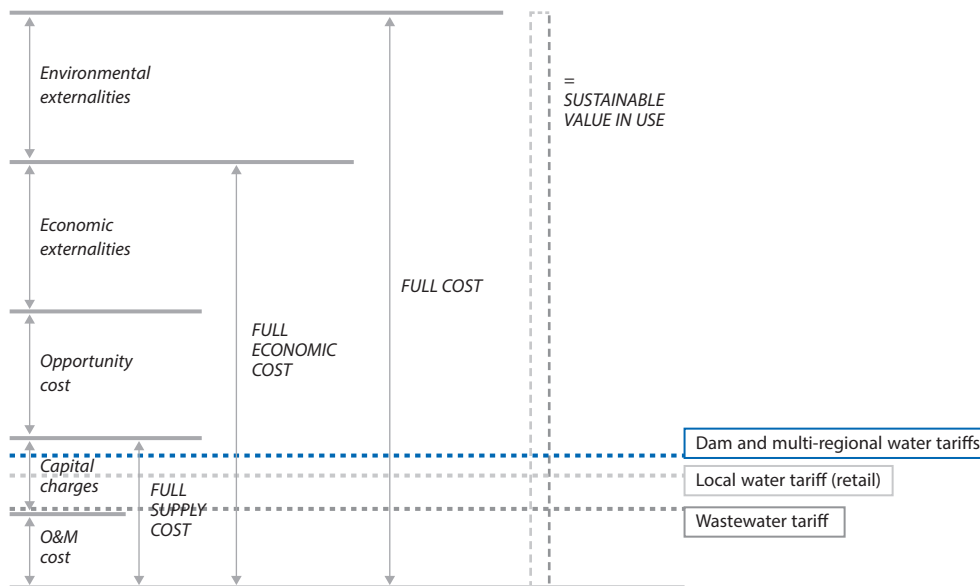 Environmental
externalities
=
SUSTAINABLE
VALUE IN USE
Economic
externalities
FULL COST
FULL
ECONOMIC
COST
Opportunity
cost
Dam and multi-regional water tariffs
Capital
charges
Local water tariff (retail)
FULL
SUPPLY
COST
Wastewater tariff
O&M
cost